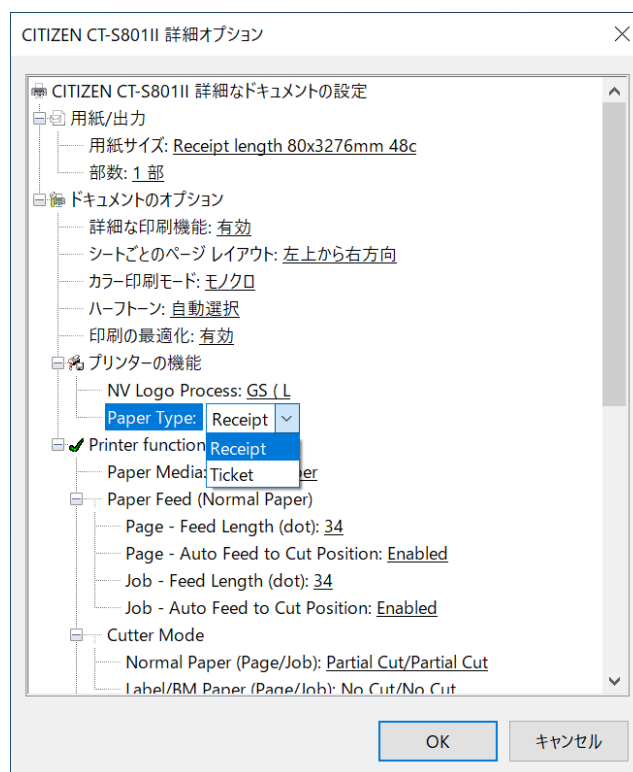 CITIZEN CT-S801II 詳細オプション
CITIZEN CT-S801II 詳細なドキュメントの設定
用紙/出力
用紙サイズ: Receipt length 80x3276mm 48c
部数: 1 部
ドキュメントのオプション
詳細な印刷機能: 有効
シートごとのページ レイアウト: 左上から右方向
カラー印刷モード: モノクロ
ハーフトーン: 自動選択
印刷の最適化: 有効
プリンターの機能
NV Logo Process: GS ( L
Paper Type: Receipt
Printer function
Receipt
Paper Media:
Ticket
Paper Feed (Normal Paper)
Page - Feed Length (dot): 34
Page - Auto Feed to Cut Position: Enabled
Job - Feed Length (dot): 34
Job - Auto Feed to Cut Position: Enabled
Cutter Mode
Normal Paper (Page/Job): Partial Cut/Partial Cut
Label/BM Paper (Page/Job): No Cut/No Cut
OK
キャンセル